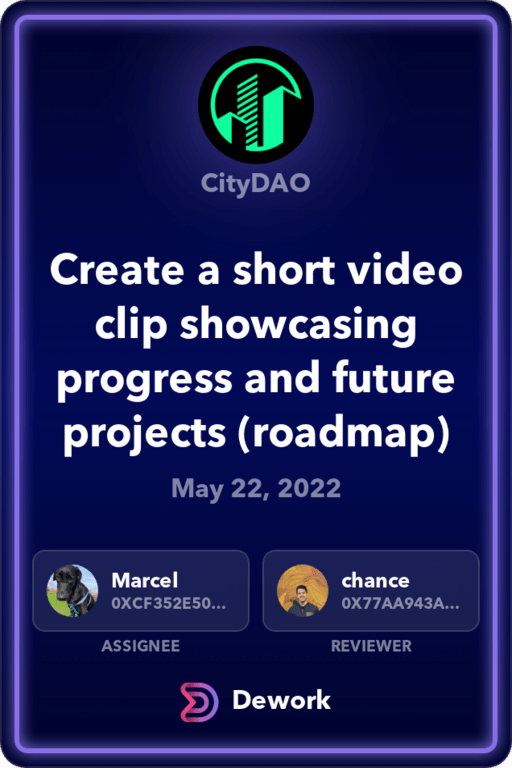 CityDAO
Create a short video
clip showcasing
progress and future
projects (roadmap)
May 22, 2022
Marcel
0XCF352E50...
chance
0X77AA943A...
ASSIGNEE
REVIEWER
Dework